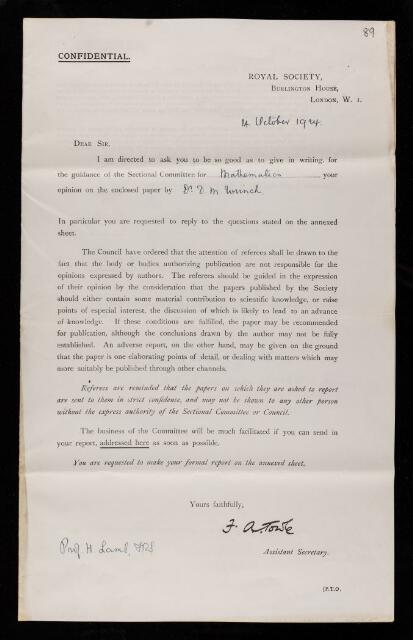 89
CONFIDENTIAL.
ROYAL SOCIETY,
BURLINGTON HOUSE,
LONDON, W. 1.
14 October 1924.
DEAR SIR,
I am directed to ask you to be so good as to give in writing, for
the guidance of the Sectional Committee for Mathematics your
opinion on the enclosed paper by Dr. D. M. Wrinch
In particular you are requested to reply to the questions stated on the annexed
sheet.
The Council have ordered that the attention of referees shall be drawn to the
fact that the body or bodies authorizing publication are not responsible for the
opinions expressed by authors. The referees should be guided in the expression
of their opinion by the consideration that the papers published by the Society
should either contain some material contribution to scientific knowledge, or raise
points of especial interest, the discussion of which is likely to lead to an advance
of knowledge. If these conditions are fulfilled, the paper may be recommended
for publication, although the conclusions drawn by the author may not be fully
established. An adverse report, on the other hand, may be given on the ground
that the paper is one elaborating points of detail, or dealing with matters which may
more suitably be published through other channels.
Referees are reminded that the papers on which they are asked to report
are sent to them in strict confidence, and may not be shown to any other person
without the express authority of the Sectional Committee or Council.
The business of the Committee will be much facilitated if you can send in
your report, addressed here as soon as possible.
You are requested to make your formal report on the annexed sheet.
Yours faithfully,
F. A. Towle
Assistant Secretary.
Prof. H. Lamb, FRS
[P.T.O.